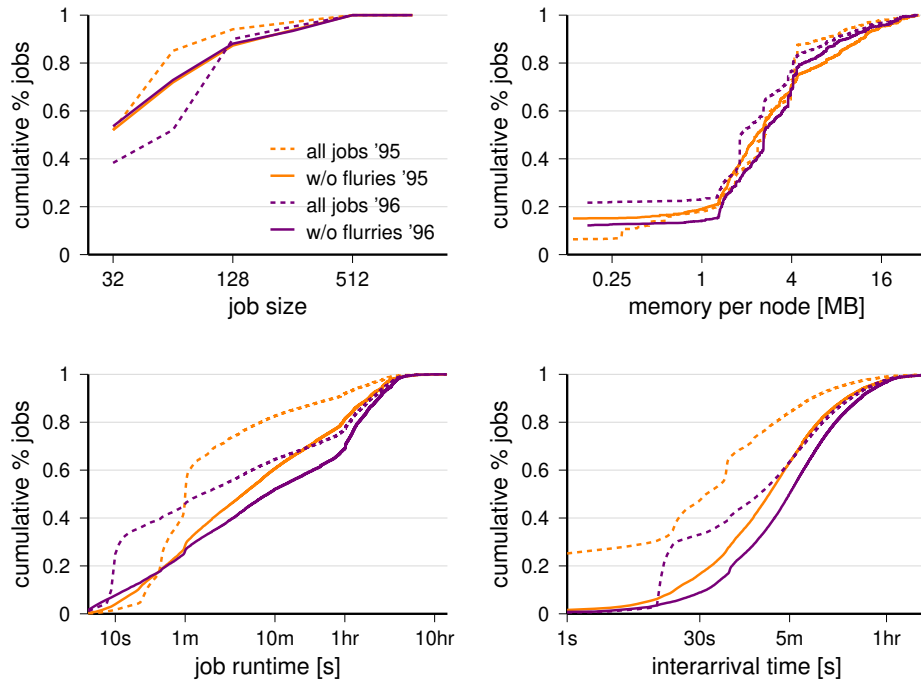 1
0.8
0.6
0.4
0.2
0
cumulative % jobs
32
128
512
job size
all jobs '95
w/o fluries '95
all jobs '96
w/o flurries '96
1
0.8
0.6
0.4
0.2
0
cumulative % jobs
0.25
1
4
16
memory per node [MB]
1
0.8
0.6
0.4
0.2
0
cumulative % jobs
10s
1m
10m
1hr
10hr
job runtime [s]
1
0.8
0.6
0.4
0.2
0
cumulative % jobs
1s
30s
5m
1hr
interarrival time [s]